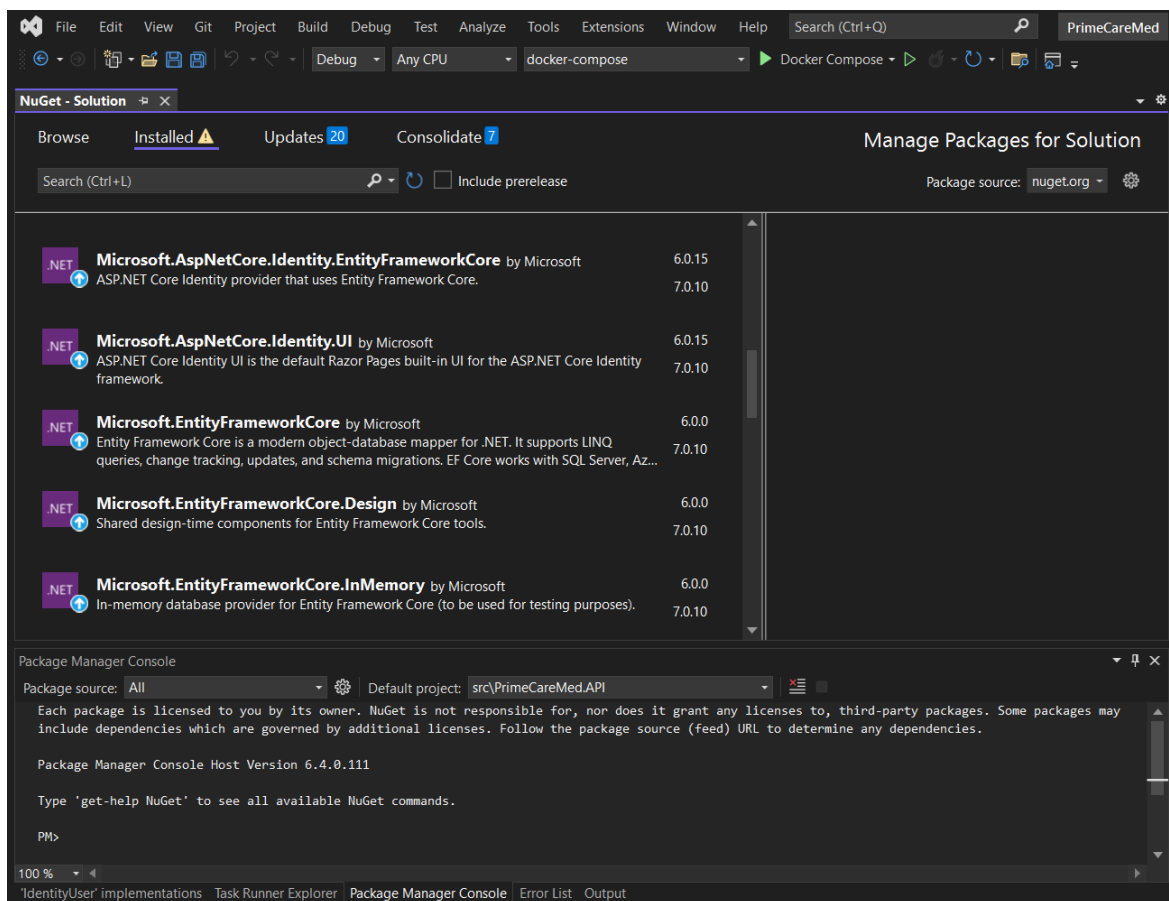 File Edit View Git Project Build Debug Test Analyze Tools Extensions Window Help Search (Ctrl+Q) PrimeCareMed
Debug Any CPU docker-compose Docker Compose
NuGet - Solution
Browse Installed Updates 20 Consolidate 7 Manage Packages for Solution
Search (Ctrl+L) Include prerelease Package source: nuget.org
.NET Microsoft.AspNetCore.Identity.EntityFrameworkCore by Microsoft 6.0.15
ASP.NET Core Identity provider that uses Entity Framework Core. 7.0.10
.NET Microsoft.AspNetCore.Identity.UI by Microsoft 6.0.15
ASP.NET Core Identity UI is the default Razor Pages built-in UI for the ASP.NET Core Identity 7.0.10
framework.
.NET Microsoft.EntityFrameworkCore by Microsoft 6.0.0
Entity Framework Core is a modern object-database mapper for .NET. It supports LINQ 7.0.10
queries, change tracking, updates, and schema migrations. EF Core works with SQL Server, Az...
.NET Microsoft.EntityFrameworkCore.Design by Microsoft 6.0.0
Shared design-time components for Entity Framework Core tools. 7.0.10
.NET Microsoft.EntityFrameworkCore.InMemory by Microsoft 6.0.0
In-memory database provider for Entity Framework Core (to be used for testing purposes). 7.0.10
Package Manager Console
Package source: All Default project: src\PrimeCareMed.API
Each package is licensed to you by its owner. NuGet is not responsible for, nor does it grant any licenses to, third-party packages. Some packages may
include dependencies which are governed by additional licenses. Follow the package source (feed) URL to determine any dependencies.
Package Manager Console Host Version 6.4.0.111
Type 'get-help NuGet' to see all available NuGet commands.
PM>
100 %
'IdentityUser' implementations Task Runner Explorer Package Manager Console Error List Output